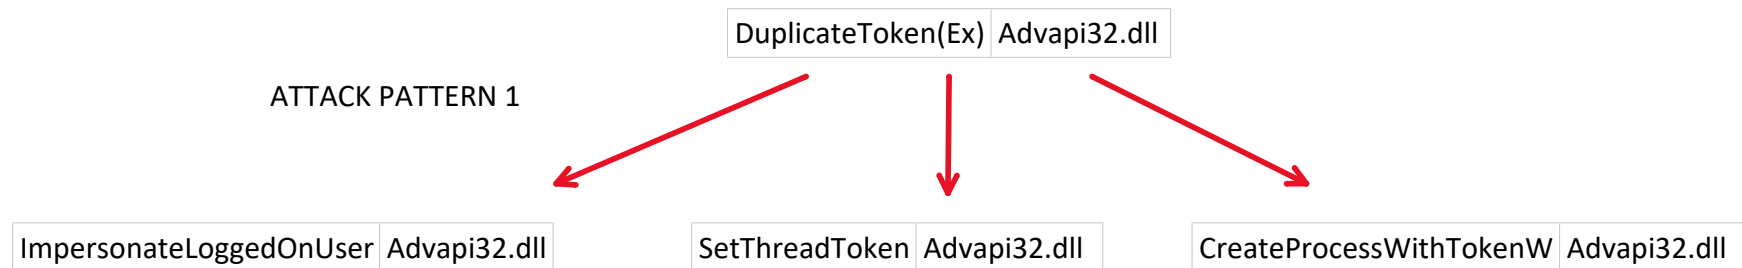 DuplicateToken(Ex) Advapi32.dll
ATTACK PATTERN 1
ImpersonateLoggedOnUser Advapi32.dll SetThreadToken Advapi32.dll CreateProcessWithTokenW Advapi32.dll